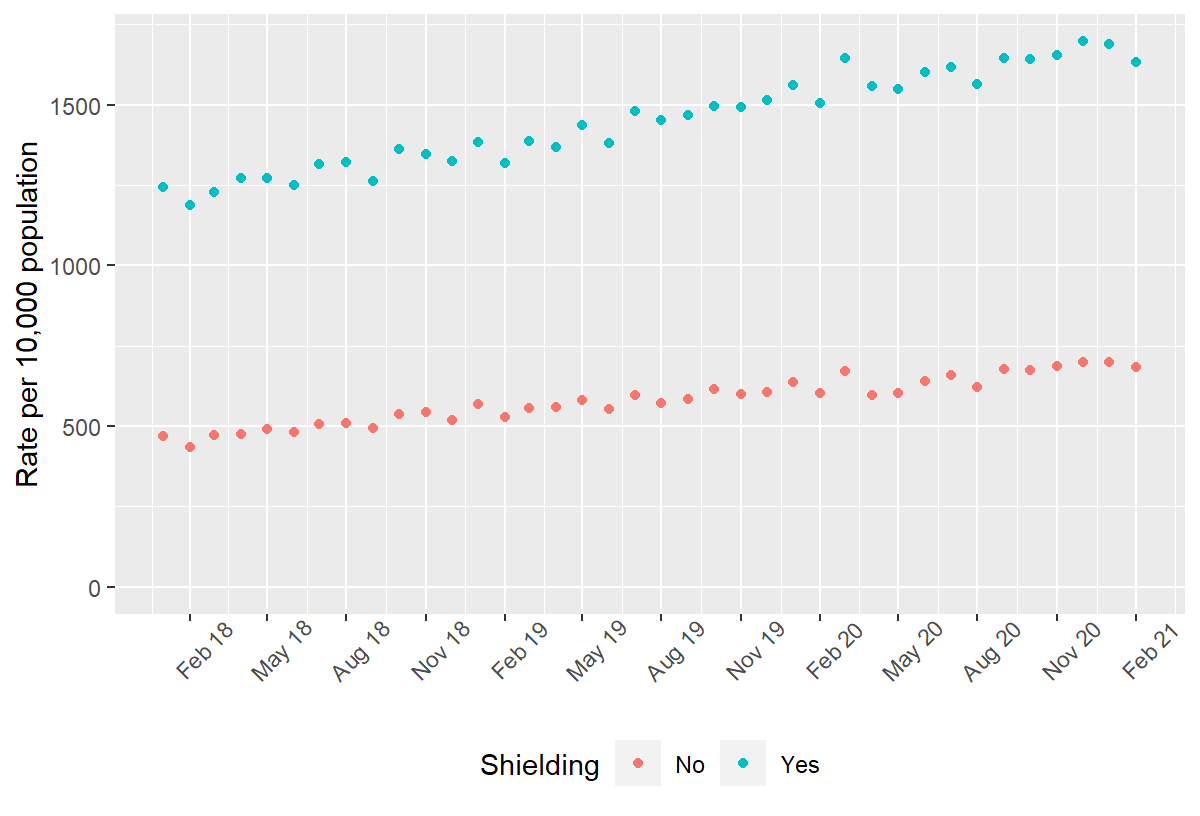 Rate per 10,000 population
1500
1000
500
0
Feb 18
May 18
Aug 18
Nov 18
Feb 19
May 19
Aug 19
Nov 19
Feb 20
May 20
Aug 20
Nov 20
Feb 21
Shielding No Yes